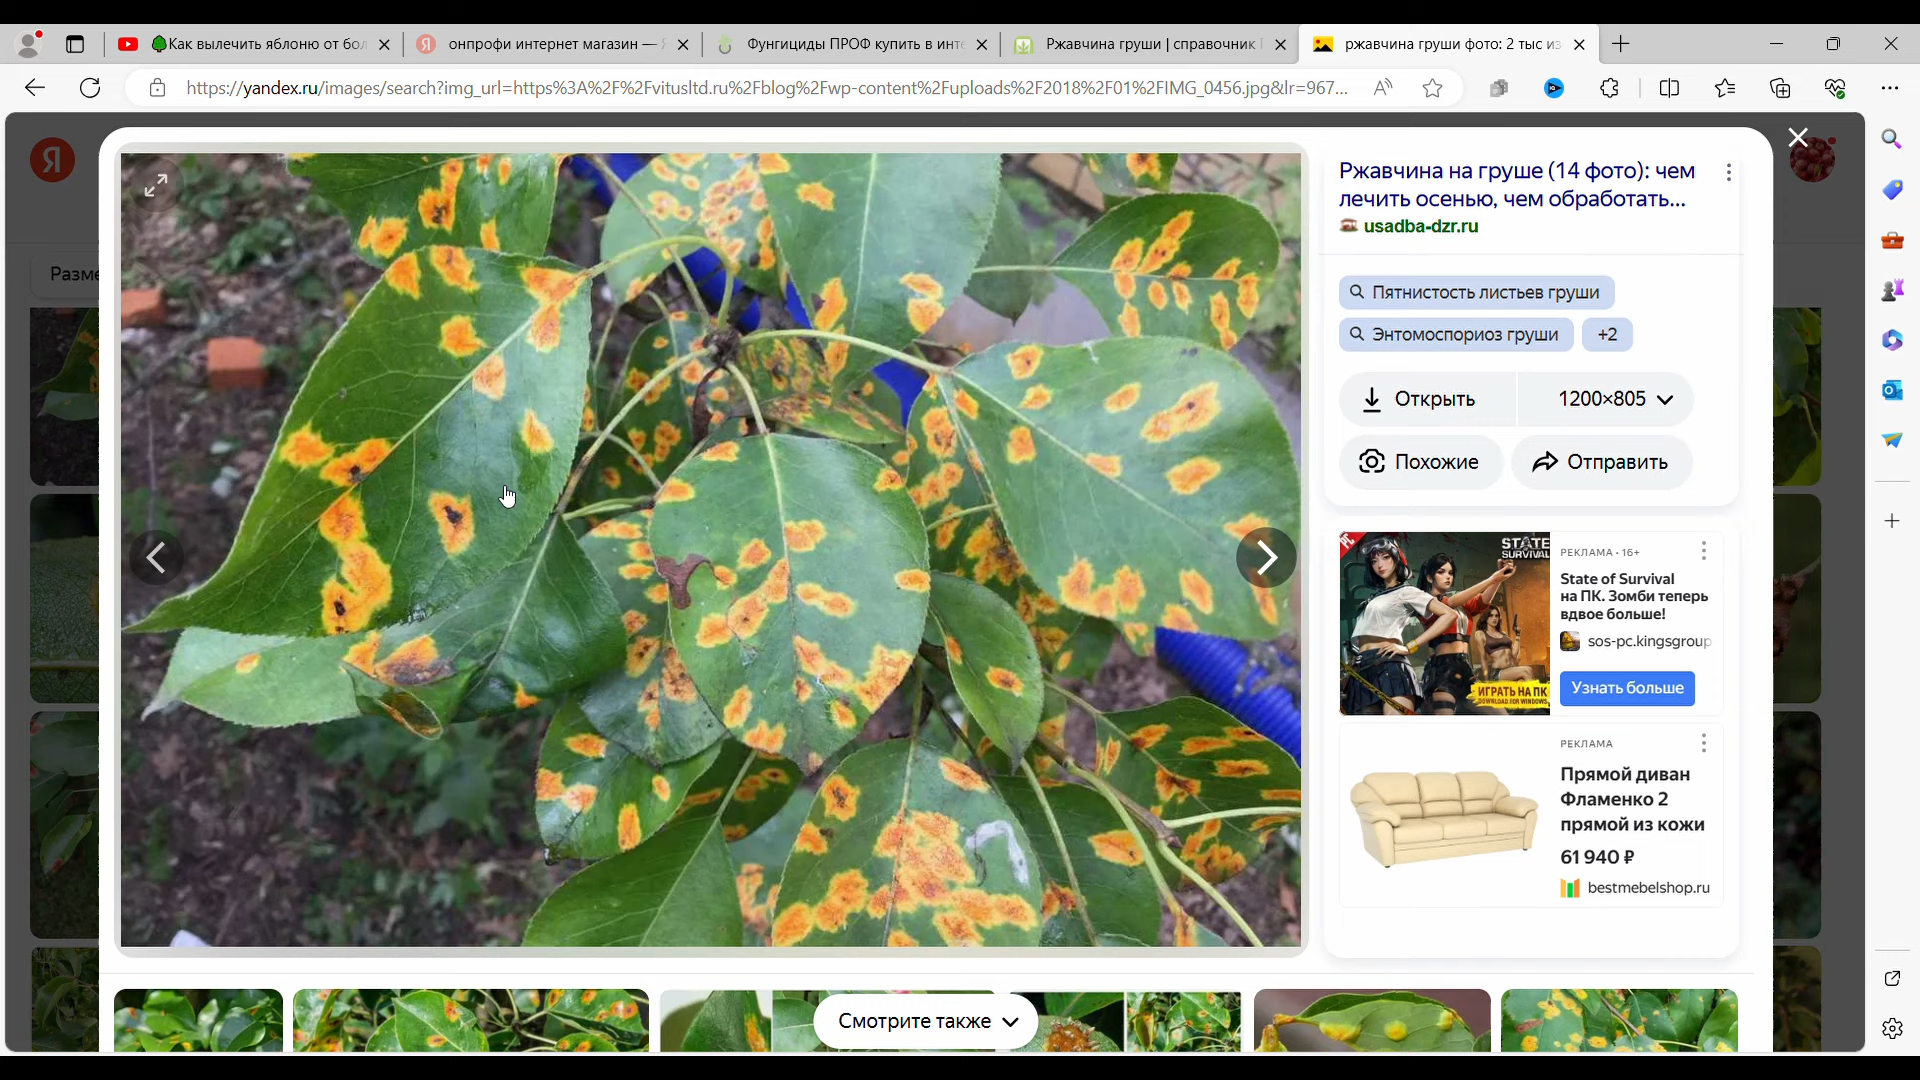 🌳Как вылечить яблоню от бол
онпрофи интернет магазин —
Фунгициды ПРОФ купить в инте
Ржавчина груши | справочник
ржавчина груши фото: 2 тыс из
https://yandex.ru/images/search?img_url=https%3A%2F%2Fvitusltd.ru%2Fblog%2Fwp-content%2Fuploads%2F2018%2F01%2FIMG_0456.jpg&lr=967...
Я
Разме
Ржавчина на груше (14 фото): чем
лечить осенью, чем обработать...
usadba-dzr.ru
Пятнистость листьев груши
Энтомоспориоз груши
+2
Открыть
1200×805
Похожие
Отправить
PC
STATE
SURVIVAL
ИГРАТЬ НА ПК
DOWNLOAD FOR WINDOWS
РЕКЛАМА • 16+
State of Survival
на ПК. Зомби теперь
вдвое больше!
sos-pc.kingsgroup
Узнать больше
РЕКЛАМА
Прямой диван
Фламенко 2
прямой из кожи
61 940 ₽
bestmebelshop.ru
Смотрите также